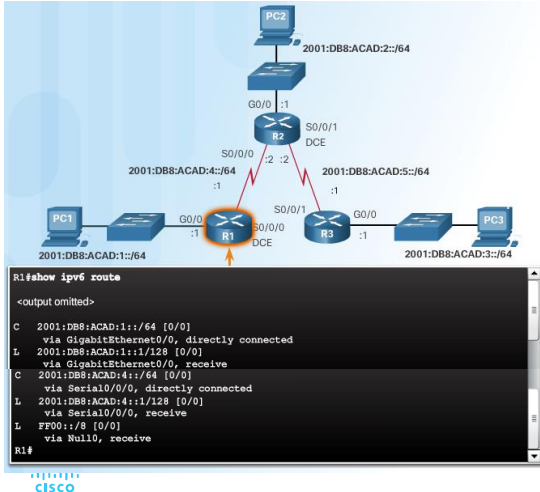 PC2
2001:DB8:ACAD:2::/64
G0/0 :1
R2
S0/0/1
DCE
S0/0/0 :2 :2
2001:DB8:ACAD:4::/64
2001:DB8:ACAD:5::/64
:1
:1
PC1
G0/0
:1
R1
S0/0/0
DCE
S0/0/1
R3
G0/0
:1
PC3
2001:DB8:ACAD:1::/64
2001:DB8:ACAD:3::/64
R1#show ipv6 route
<output omitted>
C 2001:DB8:ACAD:1::/64 [0/0]
via GigabitEthernet0/0, directly connected
L 2001:DB8:ACAD:1::1/128 [0/0]
via GigabitEthernet0/0, receive
C 2001:DB8:ACAD:4::/64 [0/0]
via Serial0/0/0, directly connected
L 2001:DB8:ACAD:4::1/128 [0/0]
via Serial0/0/0, receive
L FF00::/8 [0/0]
via Null0, receive
R1#
CISCO